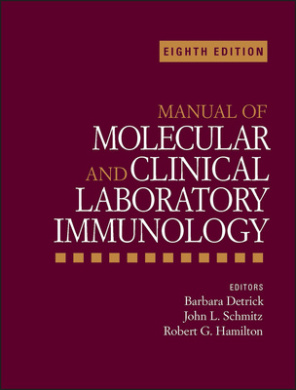 EIGHTH EDITION
MANUAL OF
MOLECULAR
AND CLINICAL
LABORATORY
IMMUNOLOGY
EDITORS
Barbara Detrick
John L. Schmitz
Robert G. Hamilton